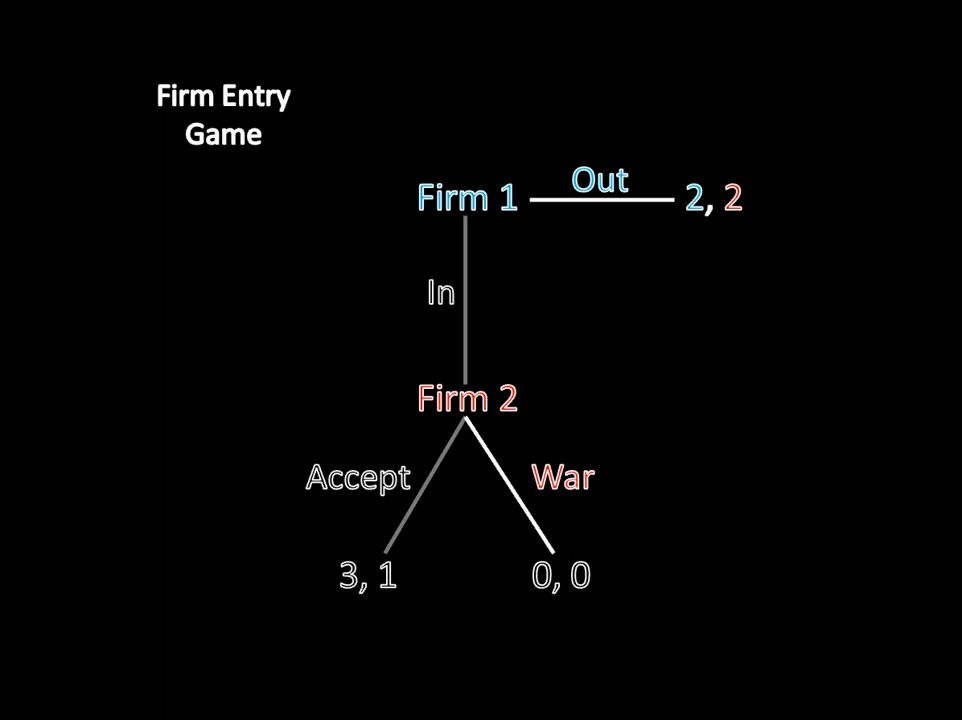 Firm Entry
Game
Out
Firm 1
2, 2
In
Firm 2
Accept
War
3, 1
0, 0